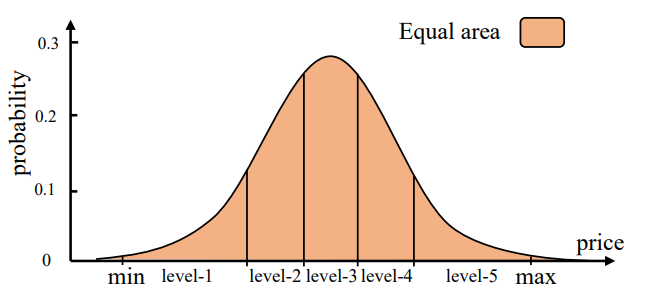 Equal area
probability
0.3
0.2
0.1
0
price
min level-1 level-2 level-3 level-4 level-5 max